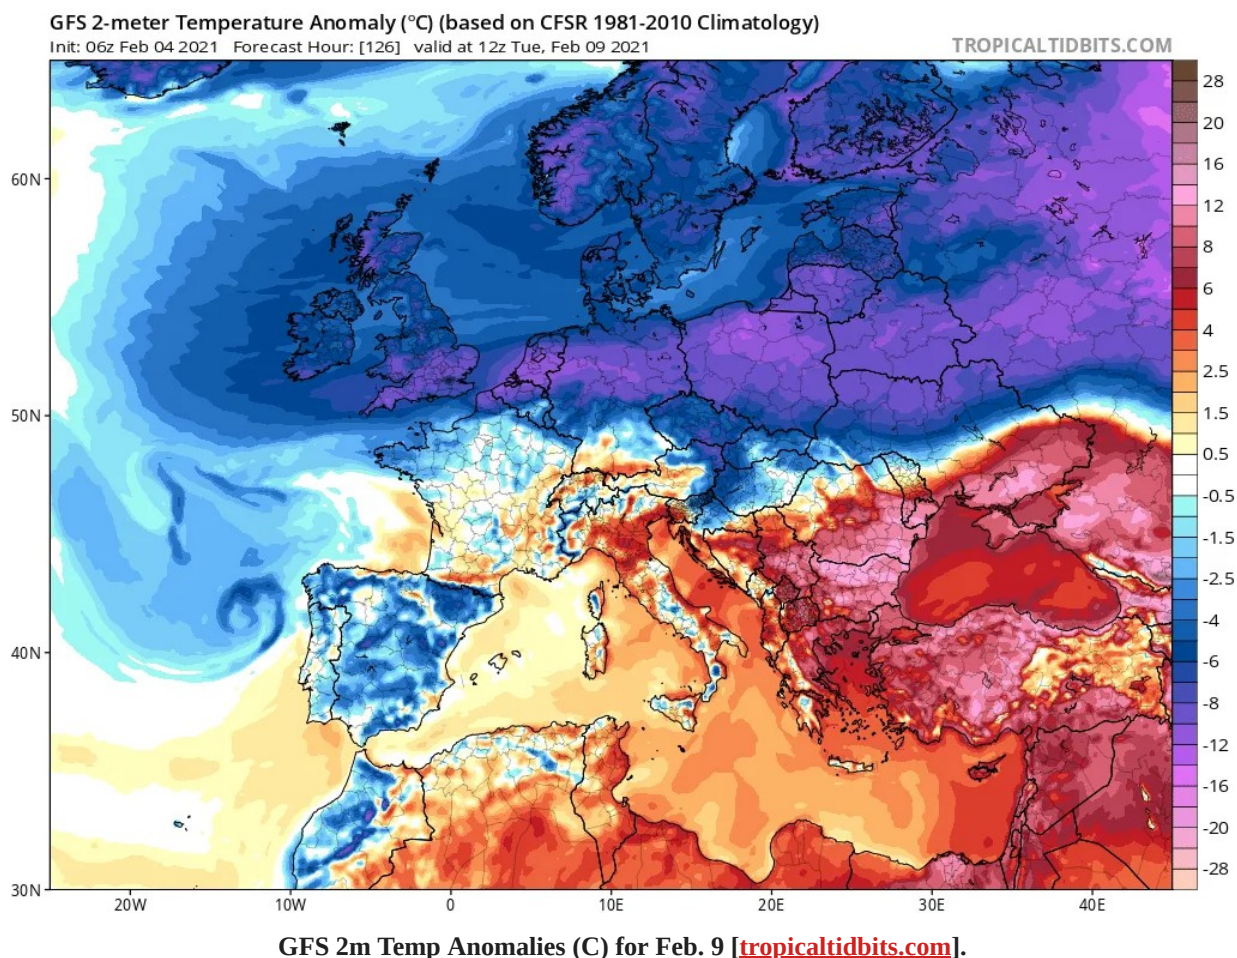 GFS 2-meter Temperature Anomaly (°C) (based on CFSR 1981-2010 Climatology)
Init: 06z Feb 04 2021 Forecast Hour: [126] valid at 12z Tue, Feb 09 2021
TROPICALTIDBITS.COM
60N
50N
40N
30N
20W
10W
0
10E
20E
30E
40E
28
20
16
12
8
6
4
2.5
1.5
0.5
-0.5
-1.5
-2.5
-4
-6
-8
-12
-16
-20
-28
GFS 2m Temp Anomalies (C) for Feb. 9 [tropicaltidbits.com].